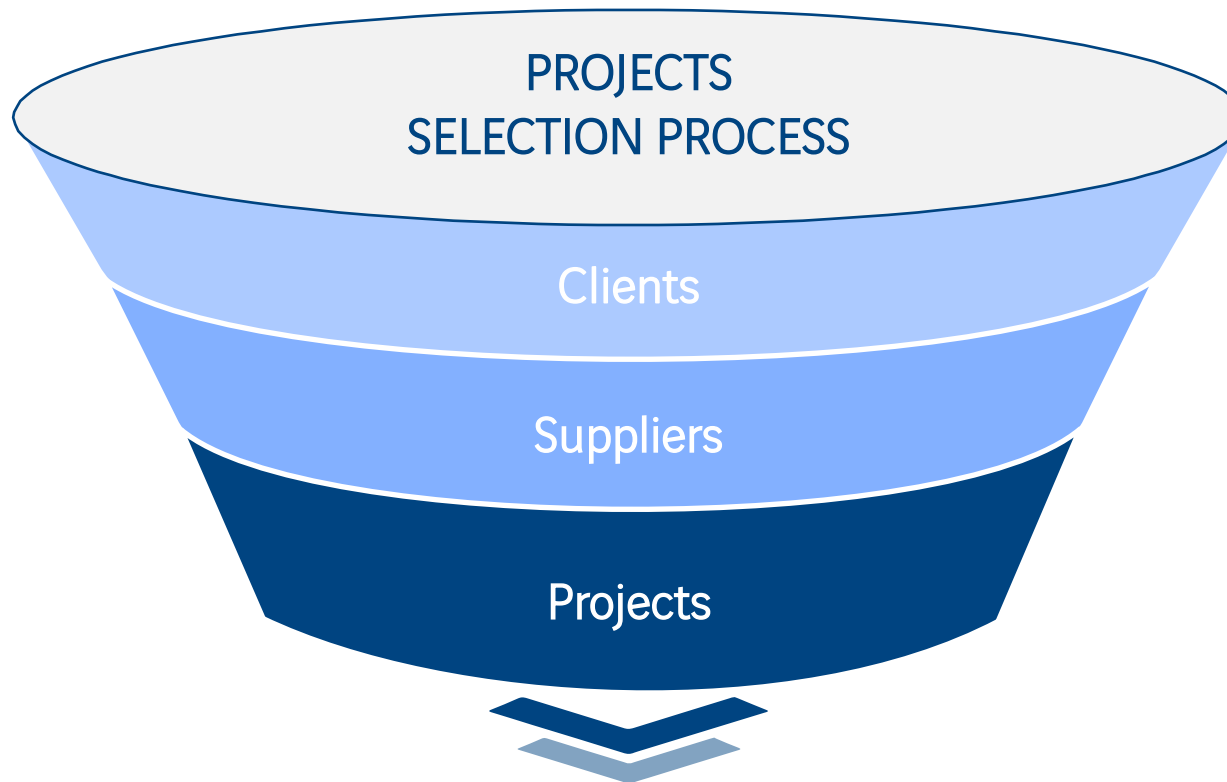 PROJECTS
SELECTION PROCESS
Clients
Suppliers
Projects